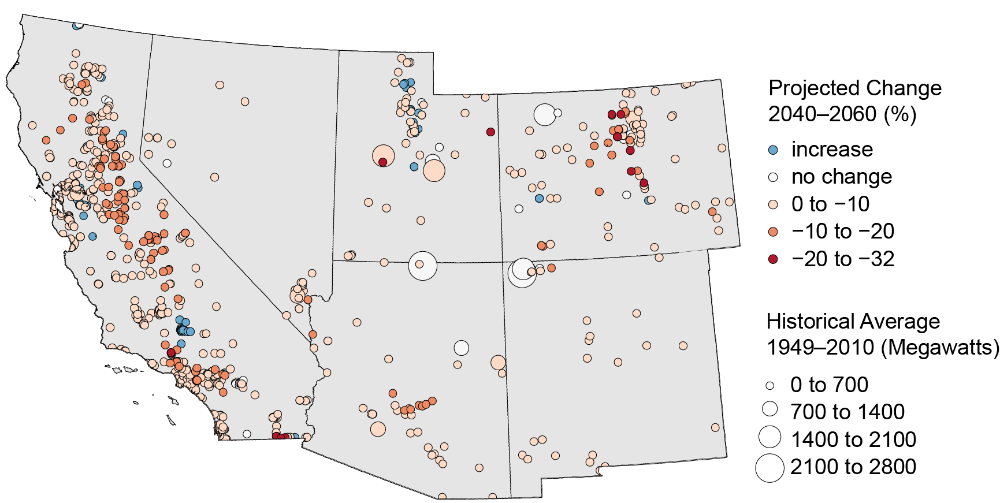 Projected Change
2040–2060 (%)
increase
no change
0 to −10
−10 to −20
−20 to −32
Historical Average
1949–2010 (Megawatts)
0 to 700
700 to 1400
1400 to 2100
2100 to 2800